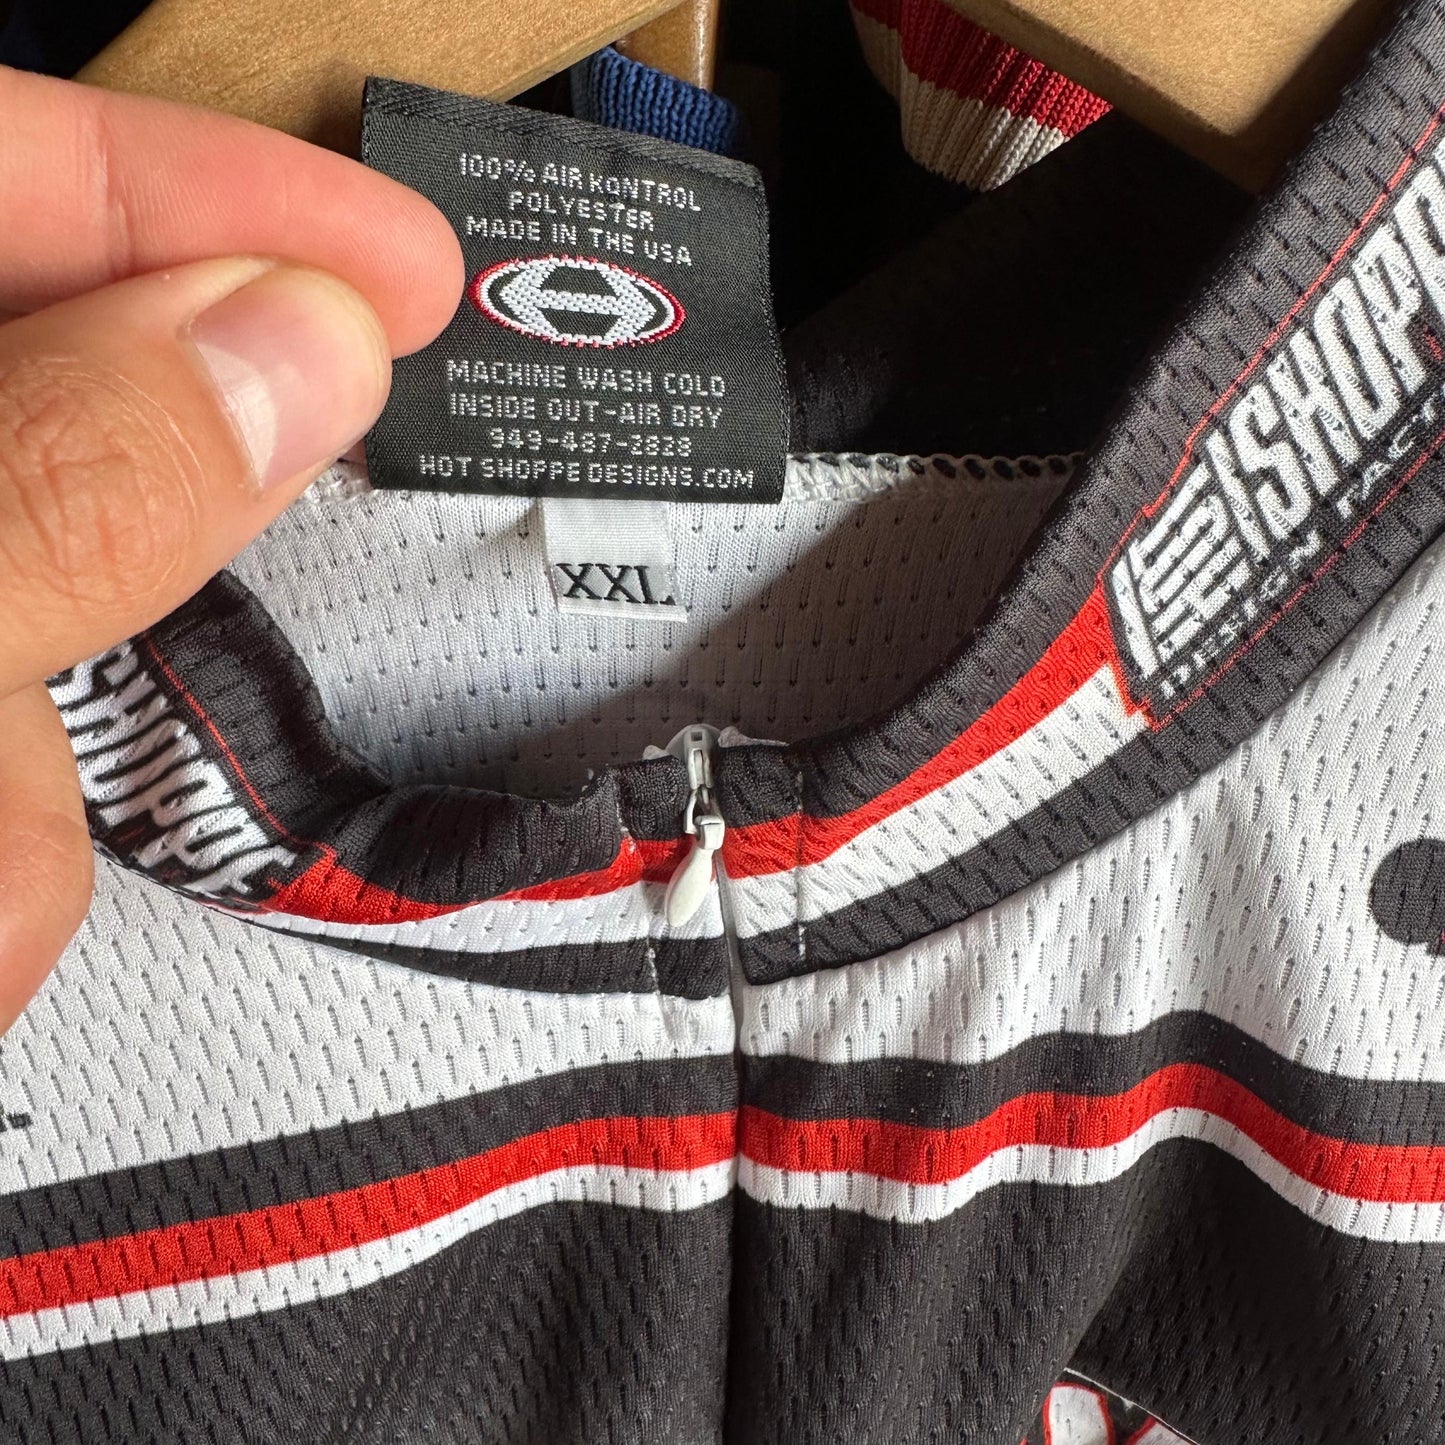 100% AIR KONTROL
POLYESTER
MADE IN THE USA
MACHINE WASH COLD
INSIDE OUT-AIR DRY
949-487-2828
HOT SHOPPE DESIGNS.COM
XXL